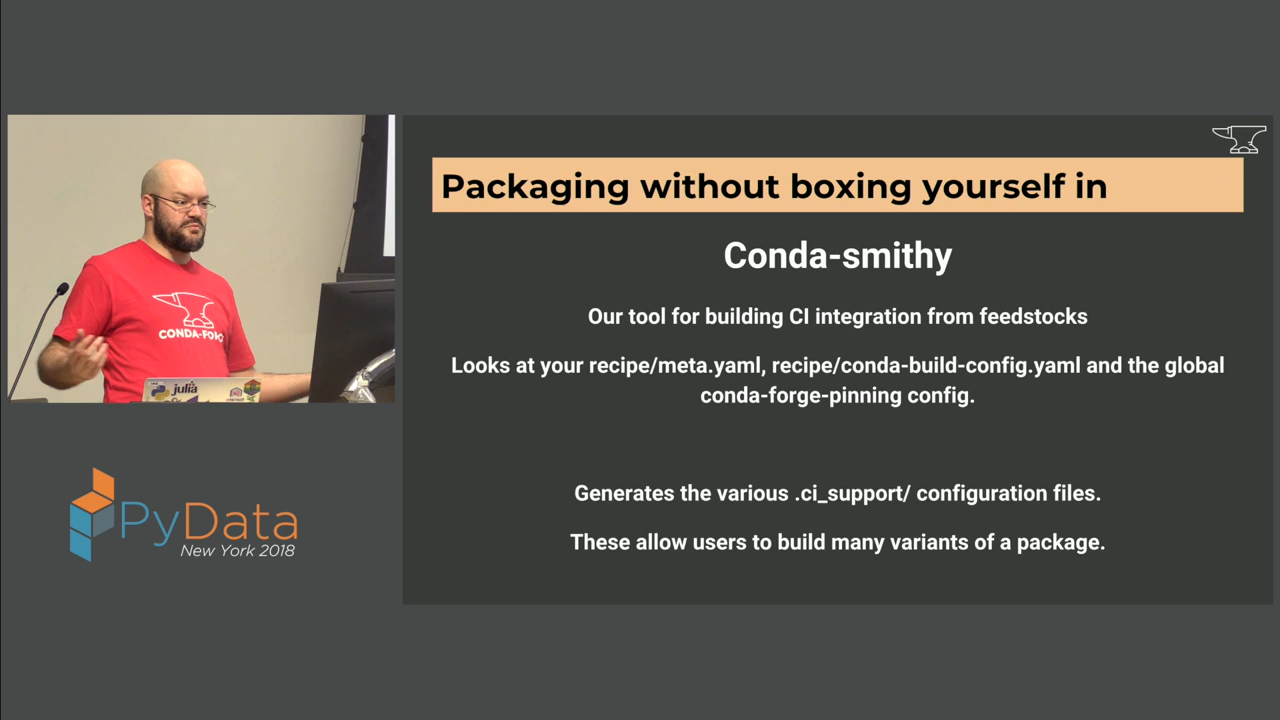 Packaging without boxing yourself in
Conda-smithy
Our tool for building CI integration from feedstocks
Looks at your recipe/meta.yaml, recipe/conda-build-config.yaml and the global
conda-forge-pinning config.
Generates the various .ci_support/ configuration files.
These allow users to build many variants of a package.
CONDA-FO
julia
PyData
New York 2018